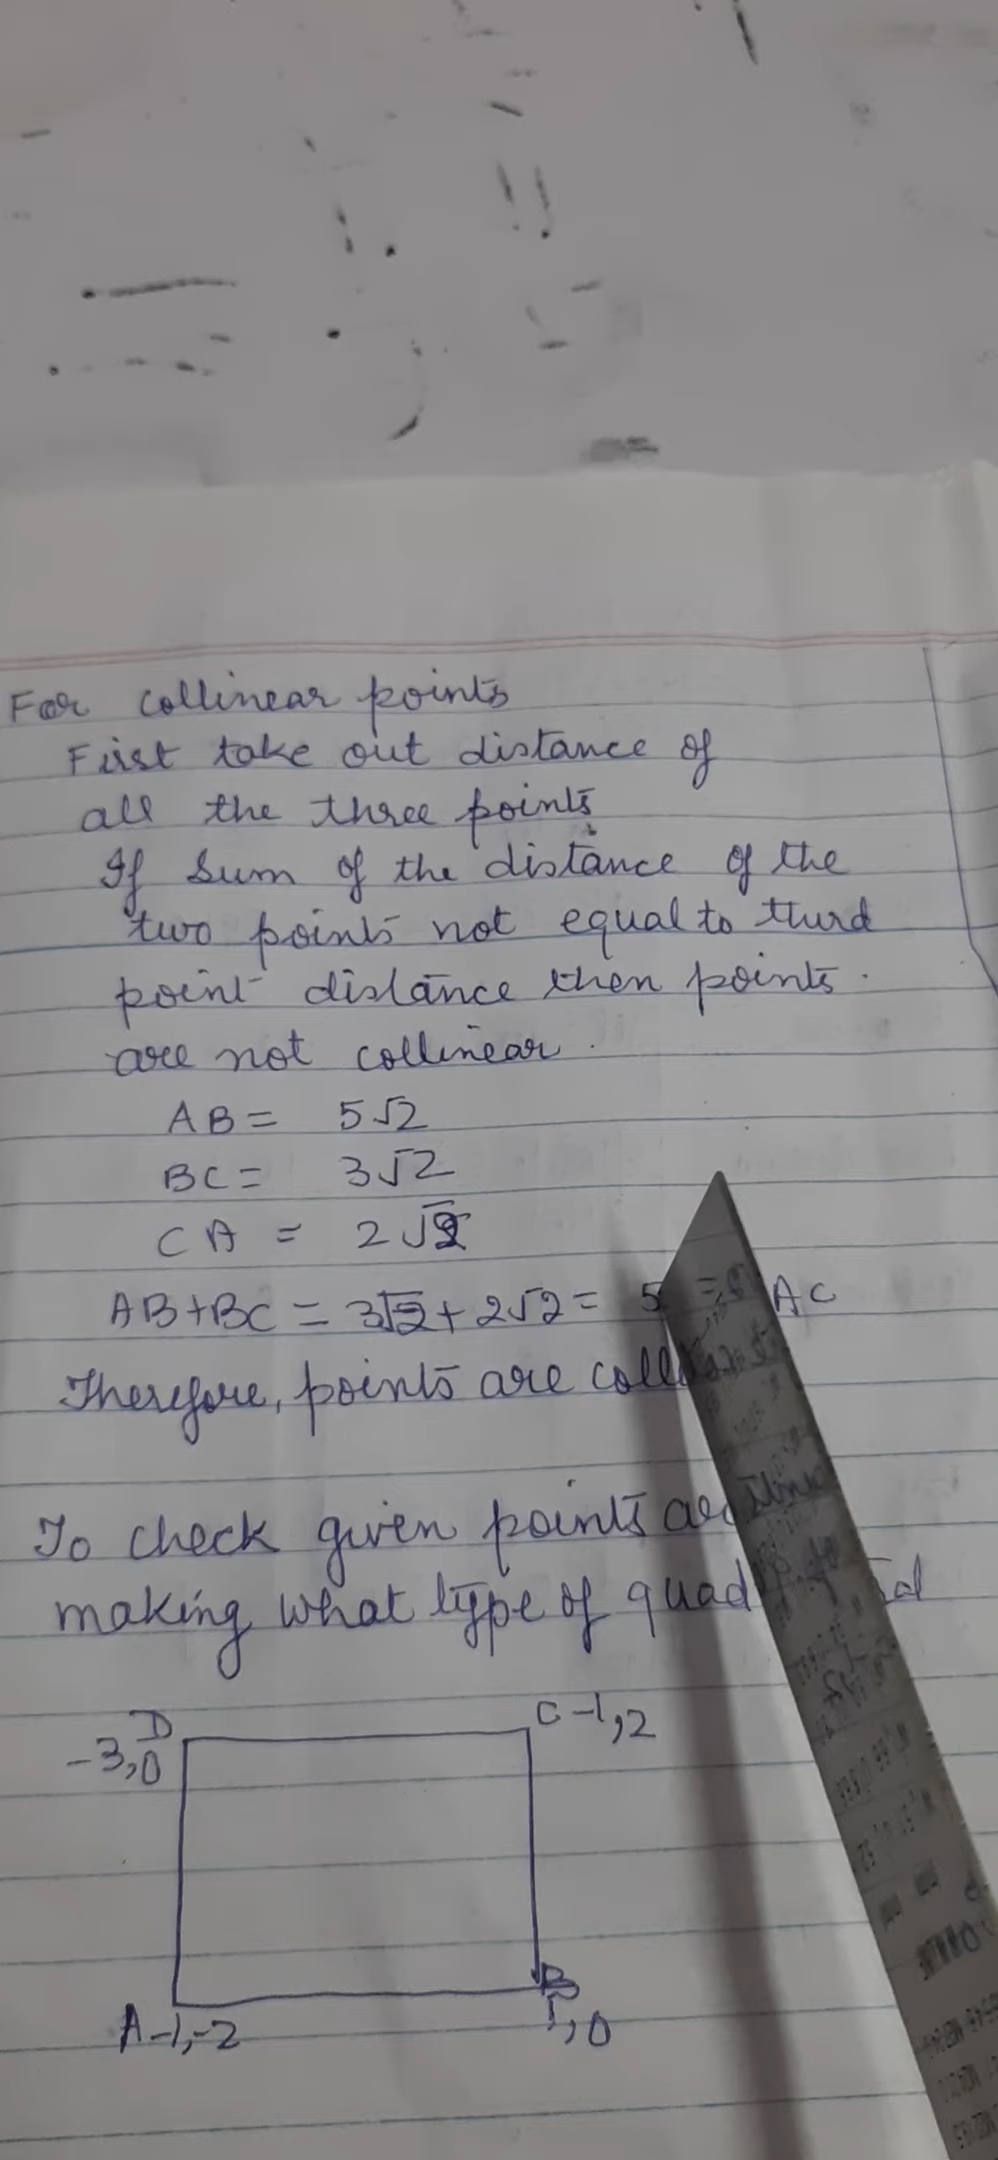 For collinear points
First take out distance of
all the three points
If Sum of the distance of the
two points not equal to third
point distance then points
are not collinear.
AB = 5√2
BC = 3√2
CA = 2√2
AB+BC = 3√2 + 2√2 = 5 = AC
Therefore, points are
To check given points are
making what type of
D C -1,2
-3,0
B
A -1,-2 1,0